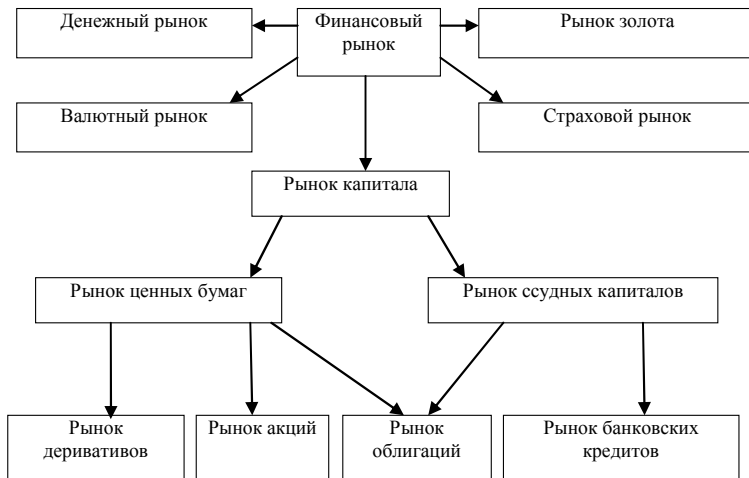 Денежный рынок
Финансовый
рынок
Рынок золота
Валютный рынок
Страховой рынок
Рынок капитала
Рынок ценных бумаг
Рынок ссудных капиталов
Рынок
деривативов
Рынок акций
Рынок
облигаций
Рынок банковских
кредитов